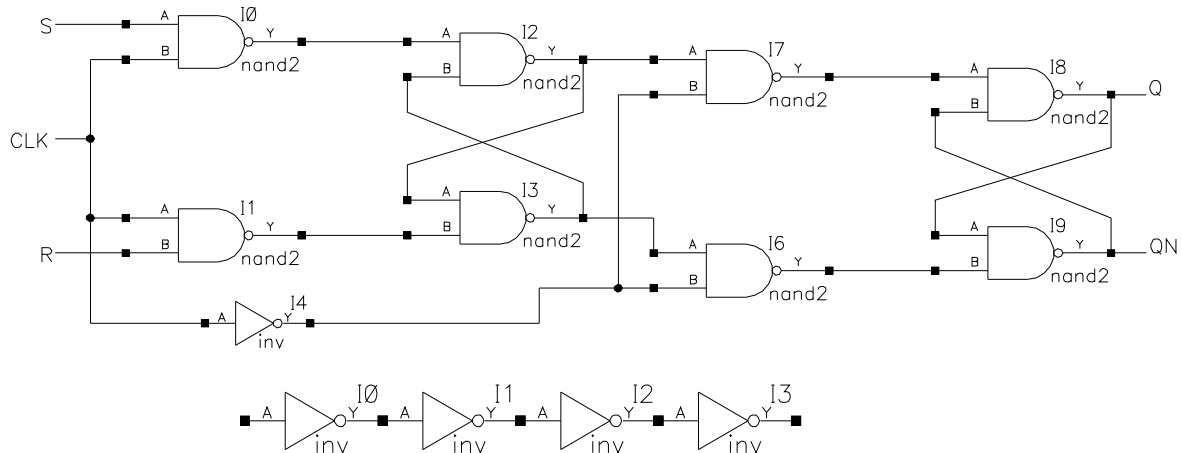 S A I0 Y A I2 Y A I7 Y A I8 Y Q
B nand2 B nand2 B nand2 B nand2
CLK
R A I1 Y A I3 Y A I6 Y A I9 Y QN
B nand2 B nand2 B nand2 B nand2
A I4 Y
inv
A I0 Y A I1 Y A I2 Y A I3 Y
inv inv inv inv